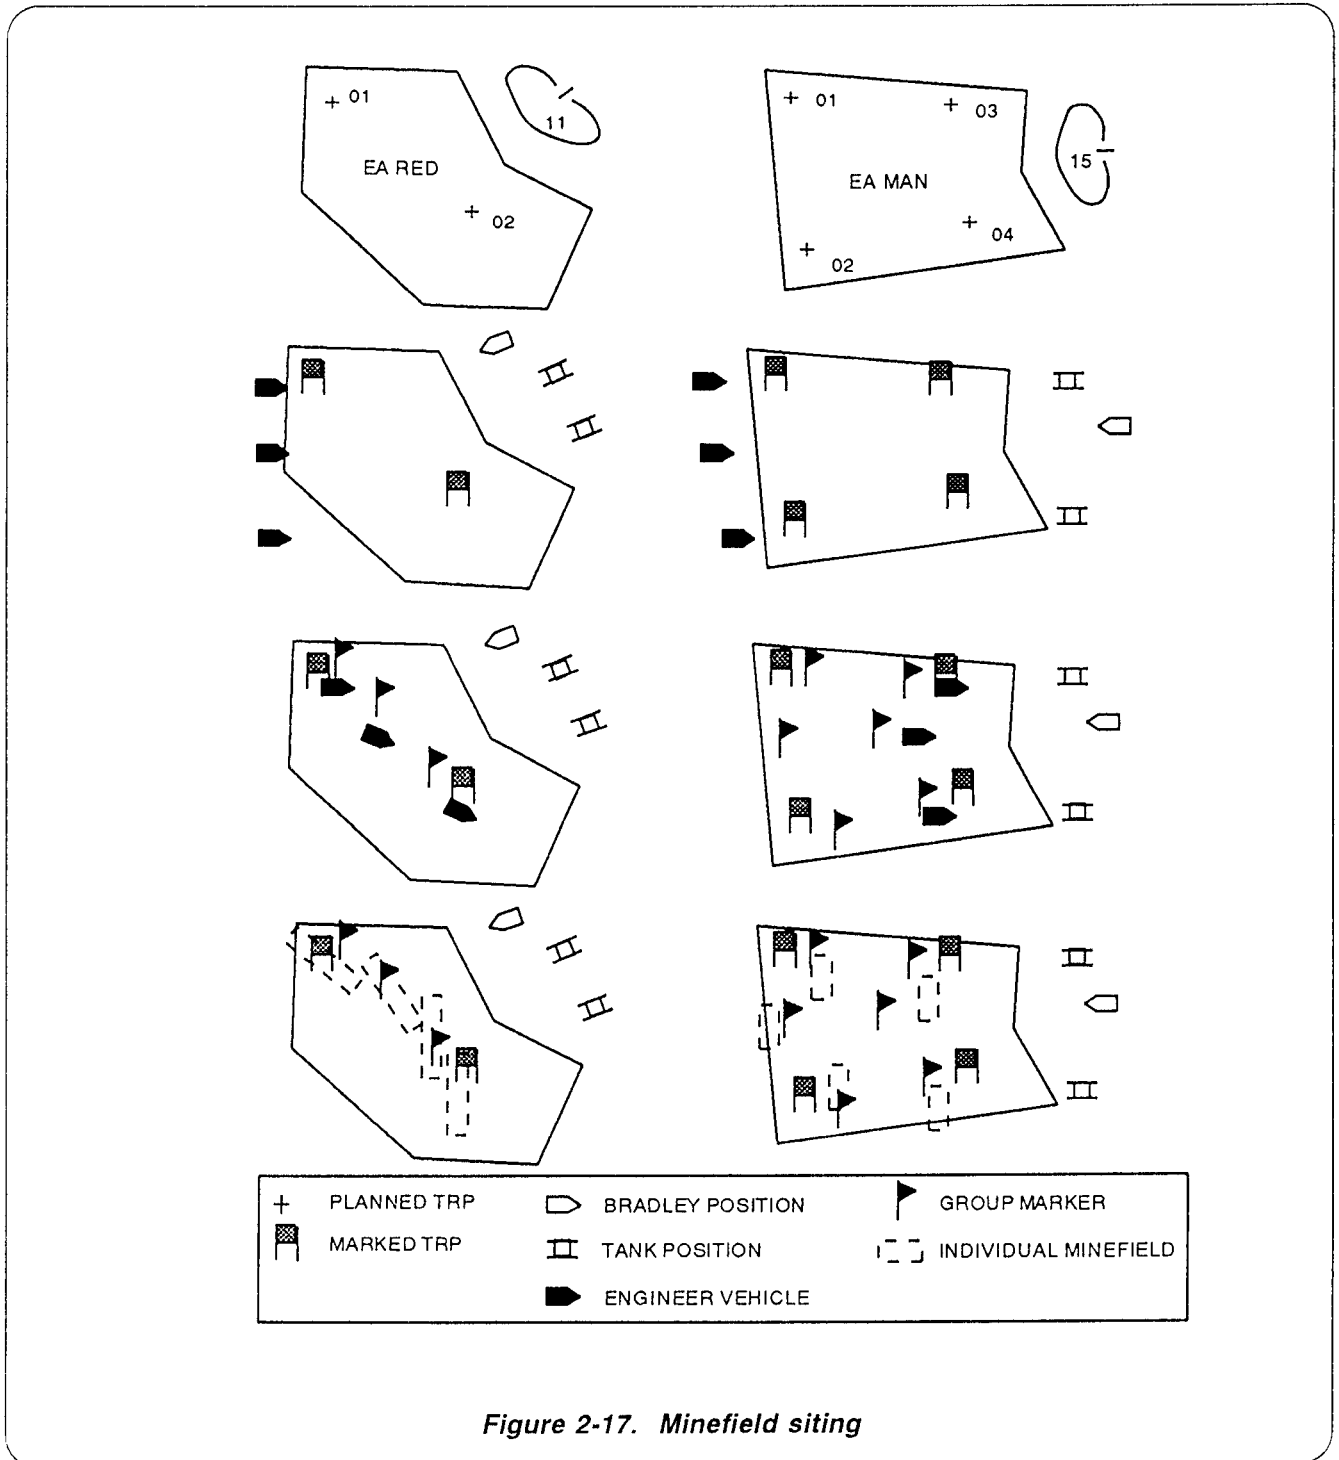 01
11
EA RED
02
01
03
15
EA MAN
04
02
PLANNED TRP
BRADLEY POSITION
GROUP MARKER
MARKED TRP
TANK POSITION
INDIVIDUAL MINEFIELD
ENGINEER VEHICLE
Figure 2-17. Minefield siting